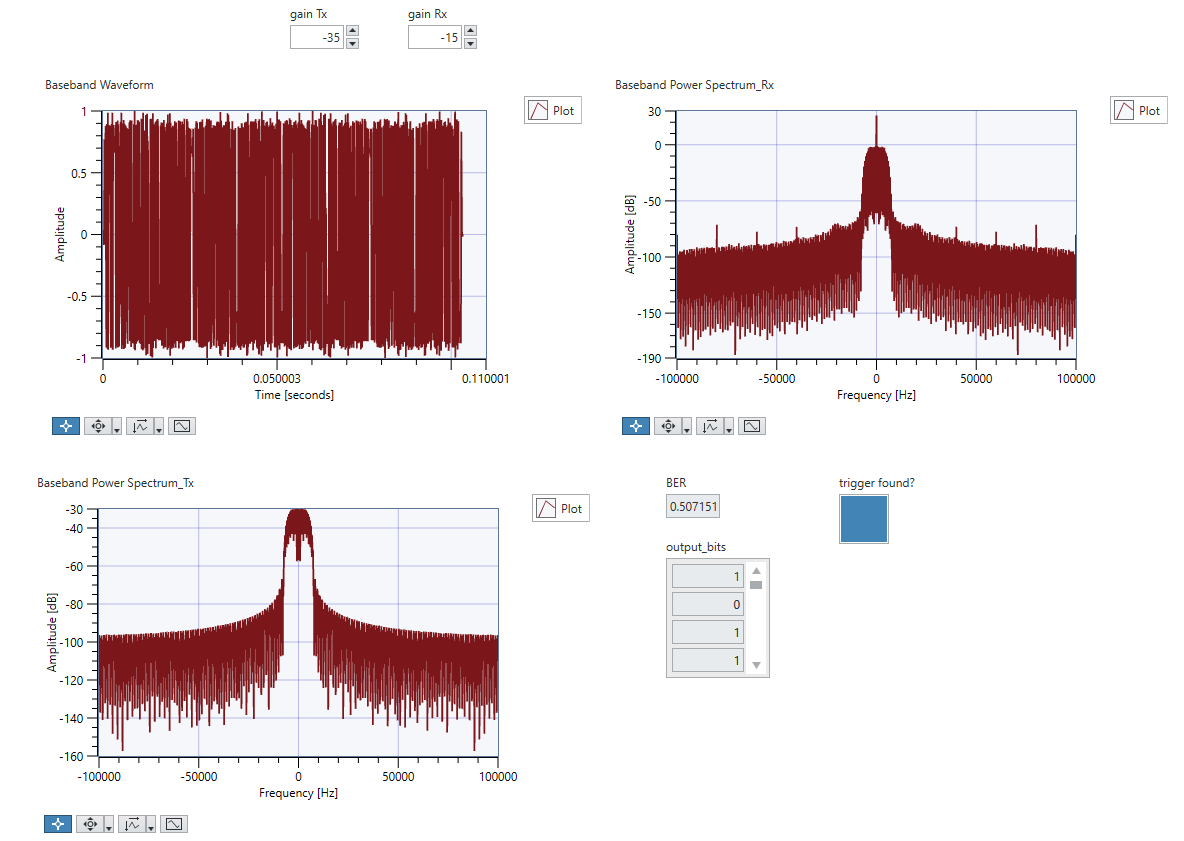 gain Tx
gain Rx
-35
-15
Baseband Waveform
Plot
1
0.5
0
-0.5
-1
Amplitude
0
0.050003
0.110001
Time [seconds]
Baseband Power Spectrum_Rx
Plot
30
0
-50
-100
-150
-190
Amplitude [dB]
-100000
-50000
0
50000
100000
Frequency [Hz]
Baseband Power Spectrum_Tx
Plot
-30
-40
-60
-80
-100
-120
-140
-160
Amplitude [dB]
-100000
-50000
0
50000
100000
Frequency [Hz]
BER
0.507151
trigger found?
output_bits
1
0
1
1